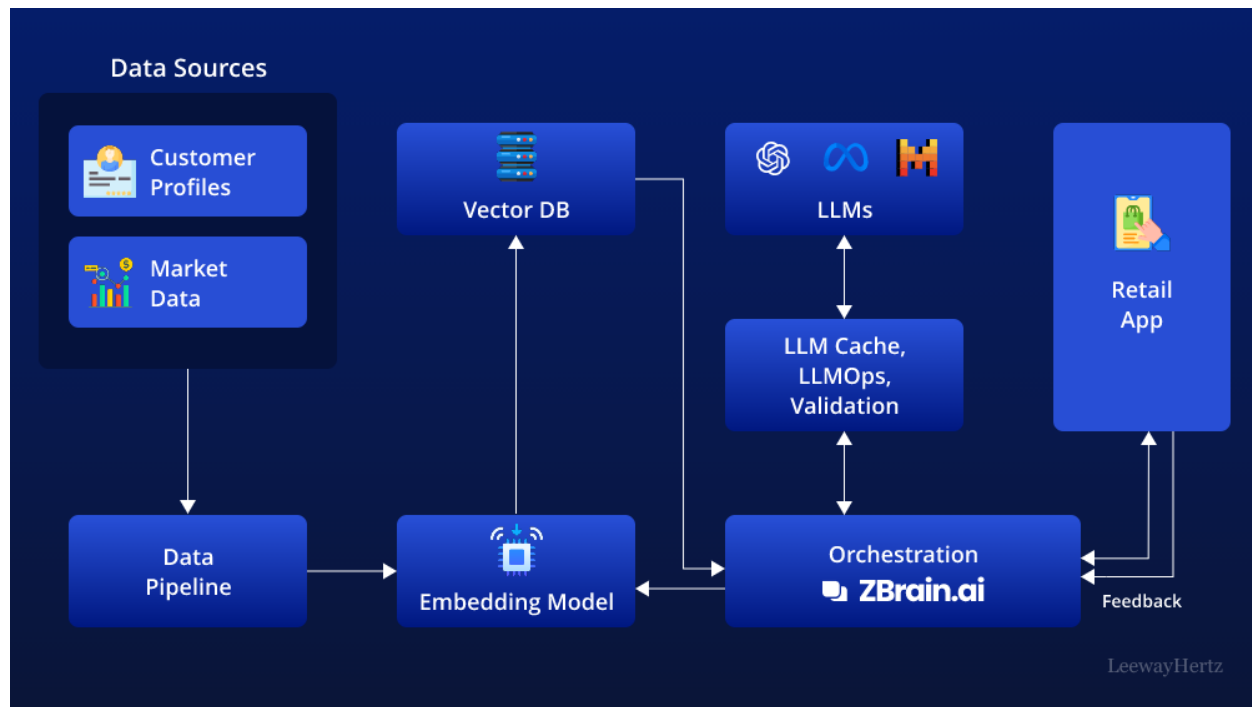 Data Sources
Customer
Profiles
Market
Data
Vector DB
LLMs
Retail
App
LLM Cache,
LLMOps,
Validation
Data
Pipeline
Embedding Model
Orchestration
ZBrain.ai
Feedback
LeewayHertz